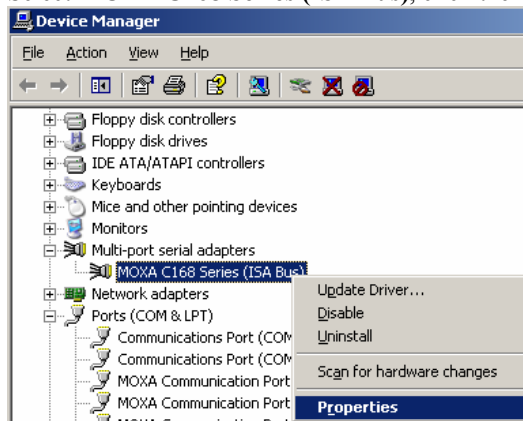 Device Manager
File Action View Help
Floppy disk controllers
Floppy disk drives
IDE ATA/ATAPI controllers
Keyboards
Mice and other pointing devices
Monitors
Multi-port serial adapters
MOXA C168 Series (ISA Bus)
Network adapters
Ports (COM & LPT)
Communications Port (COM
Communications Port (COM
MOXA Communication Port
MOXA Communication Port
Update Driver...
Disable
Uninstall
Scan for hardware changes
Properties